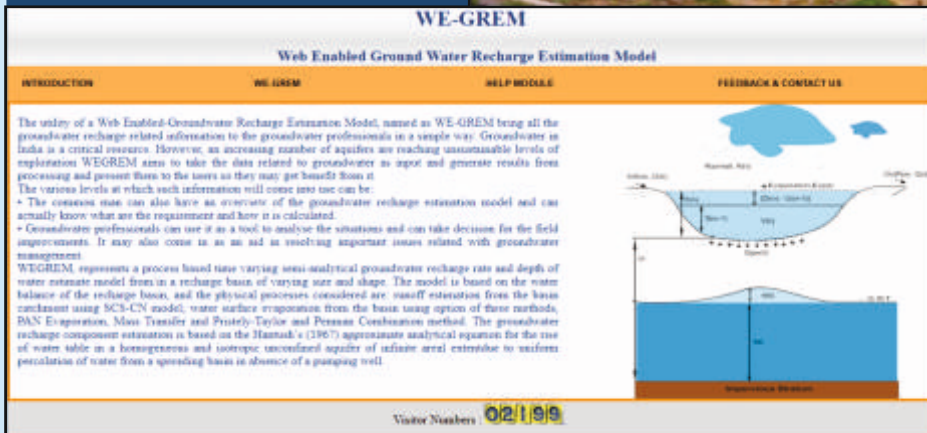 WE-GREM
Web Enabled Ground Water Recharge Estimation Model
INTRODUCTION WE-GREM HELP MODULE FEEDBACK & CONTACT US
The utility of a Web Enabled-Groundwater Recharge Estimation Model, named as WE-GREM bring all the
groundwater recharge related information to the groundwater professionals in a simple way. Groundwater in
India is a critical resource. However, an increasing number of aquifers are reaching unsustainable levels of
exploitation WEGREM aims to take the data related to groundwater as input and generate results from
processing and present them to the users so they may get benefit from it
The various levels at which such information will come into use can be:
• The common man can also have an overview of the groundwater recharge estimation model and can
actually know what are the requirement and how it is calculated.
• Groundwater professionals can use it as a tool to analyse the situations and can take decision for the field
improvements. It may also come in as an aid in resolving important issues related with groundwater
management
WEGREM, represents a process based time varying semi-analytical groundwater recharge rate and depth of
water estimate model from in a recharge basin of varying size and shape. The model is based on the water
balance of the recharge basin, and the physical processes considered are: runoff estimation from the basin
catchment using SCS-CN model; water surface evaporation from the basin using option of these methods,
PAN Evaporation, Mass Transfer and Pristely-Taylor and Penman Combination method. The groundwater
recharge component estimation is based on the Hantush's (1967) approximate analytical equation for the rise
of water table in a homogeneous and isotropic unconfined aquifer of infinite areal extentdue to uniform
percolation of water from a spreading basin in absence of a pumping well
Impervious Stratum
Visitor Numbers : 02199